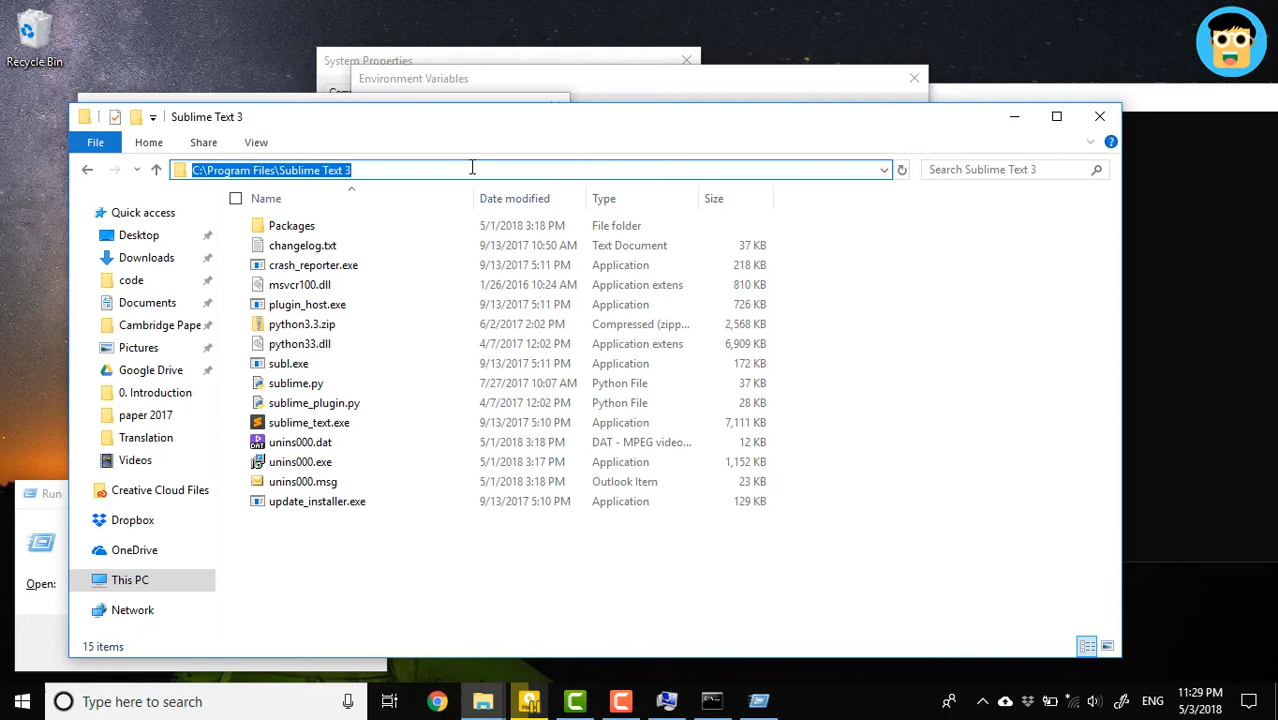 Recycle Bin
System Properties
Environment Variables
Sublime Text 3
File Home Share View
C:\Program Files\Sublime Text 3
Search Sublime Text 3
Name Date modified Type Size
Quick access
Desktop
Downloads
code
Documents
Cambridge Pape
Pictures
Google Drive
0. Introduction
paper 2017
Translation
Videos
Creative Cloud Files
Dropbox
OneDrive
This PC
Network
Packages 5/1/2018 3:18 PM File folder
changelog.txt 9/13/2017 10:50 AM Text Document 37 KB
crash_reporter.exe 9/13/2017 5:11 PM Application 218 KB
msvcr100.dll 1/26/2016 10:24 AM Application extens 810 KB
plugin_host.exe 9/13/2017 5:11 PM Application 726 KB
python3.3.zip 6/2/2017 2:02 PM Compressed (zipp... 2,568 KB
python33.dll 4/7/2017 12:02 PM Application extens 6,909 KB
subl.exe 9/13/2017 5:11 PM Application 172 KB
sublime.py 7/27/2017 10:07 AM Python File 37 KB
sublime_plugin.py 4/7/2017 12:02 PM Python File 28 KB
sublime_text.exe 9/13/2017 5:10 PM Application 7,111 KB
unins000.dat 5/1/2018 3:18 PM DAT - MPEG video... 12 KB
unins000.exe 5/1/2018 3:17 PM Application 1,152 KB
unins000.msg 5/1/2018 3:18 PM Outlook Item 23 KB
update_installer.exe 9/13/2017 5:10 PM Application 129 KB
Run
Open:
15 items
Type here to search
ENG
11:29 PM
5/3/2018